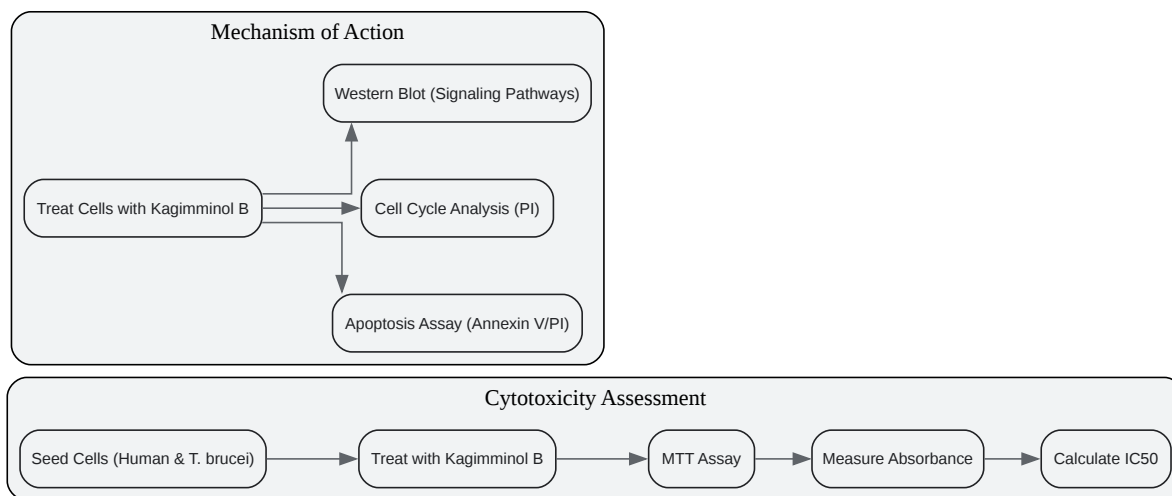 Mechanism of Action
Western Blot (Signaling Pathways)
Treat Cells with Kagimminol B
Cell Cycle Analysis (PI)
Apoptosis Assay (Annexin V/PI)
Cytotoxicity Assessment
Seed Cells (Human & T. brucei)
Treat with Kagimminol B
MTT Assay
Measure Absorbance
Calculate IC50